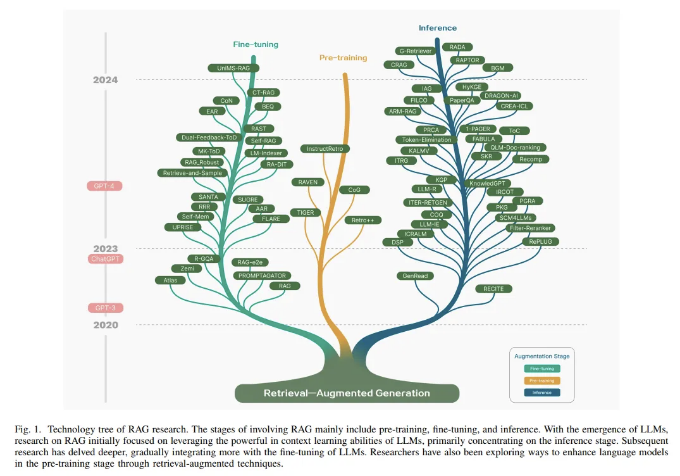 Inference
Fine-tuning
Pre-training
2024
GPT-4
2023
ChatGPT
GPT-3
2020
UniMS-RAG
CT-RAG
CoN
SEQ
EAR
RAST
Dual-Feedback-ToD
Self-RAG
MK-ToD
LM-Indexer
RAG_Robust
RA-DIT
Retrieve-and-Sample
SANTA
SUGRE
RRR
AAR
Self-Mem
FLARE
UPRISE
R-GQA
RAG-e2e
Zemi
PROMPTAGATOR
Atlas
RAG
InstructRetro
RAVEN
CoG
TIGER
Retro++
G-Retriever
RADA
CRAG
RAPTOR
BGM
IAG
HyKGE
FILCO
PaperQA
DRAGON-AI
ARM-RAG
CREA-ICL
PRCA
1-PAGER
ToC
Token-Elimination
FABULA
KALMV
QLM-Doc-ranking
ITRG
SKR
Recomp
KGP
KnowledGPT
LLM-R
IRCOT
ITER-RETGEN
PGRA
PKG
COQ
SCM4LLMs
LLM-E
Filter-Reranker
ICRALM
DSP
RePLUG
GenRead
RECITE
Retrieval—Augmented Generation
Augmentation Stage
Fine-tuning
Pre-training
Inference
Fig. 1. Technology tree of RAG research. The stages of involving RAG mainly include pre-training, fine-tuning, and inference. With the emergence of LLMs,
research on RAG initially focused on leveraging the powerful in context learning abilities of LLMs, primarily concentrating on the inference stage. Subsequent
research has delved deeper, gradually integrating more with the fine-tuning of LLMs. Researchers have also been exploring ways to enhance language models
in the pre-training stage through retrieval-augmented techniques.